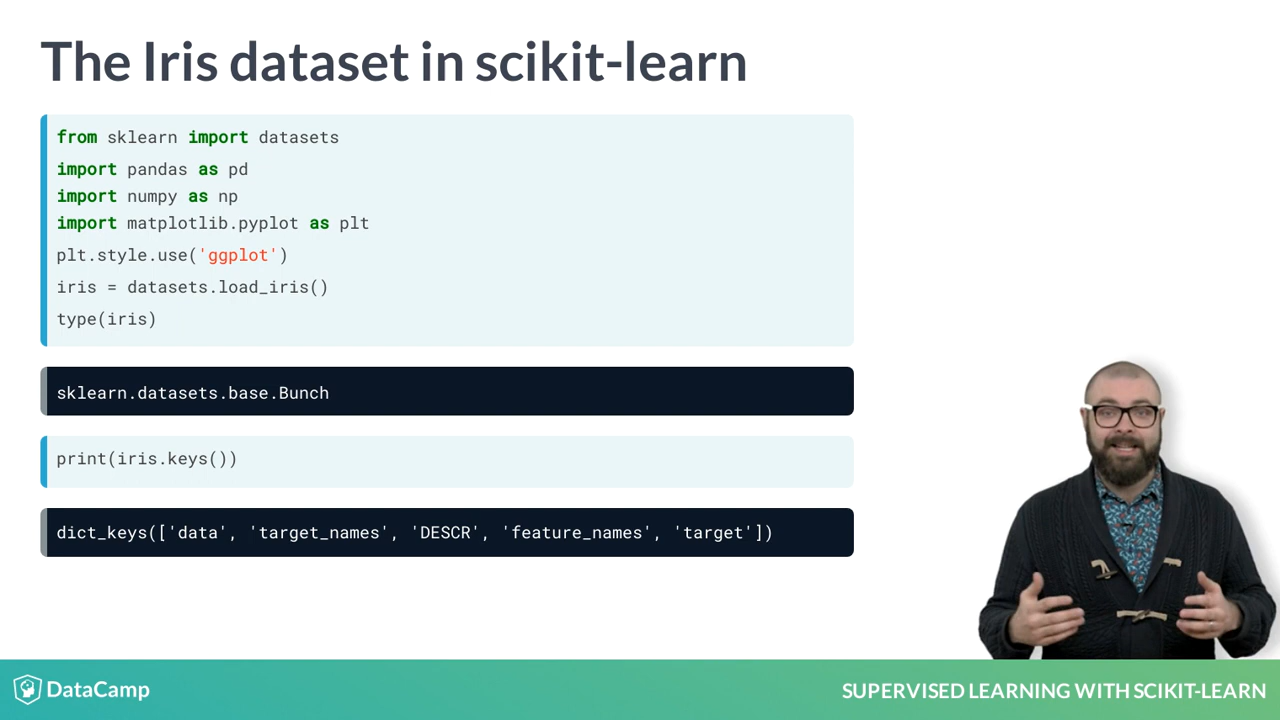 The Iris dataset in scikit-learn
from sklearn import datasets
import pandas as pd
import numpy as np
import matplotlib.pyplot as plt
plt.style.use('ggplot')
iris = datasets.load_iris()
type(iris)
sklearn.datasets.base.Bunch
print(iris.keys())
dict_keys(['data', 'target_names', 'DESCR', 'feature_names', 'target'])
DataCamp
SUPERVISED LEARNING WITH SCIKIT-LEARN